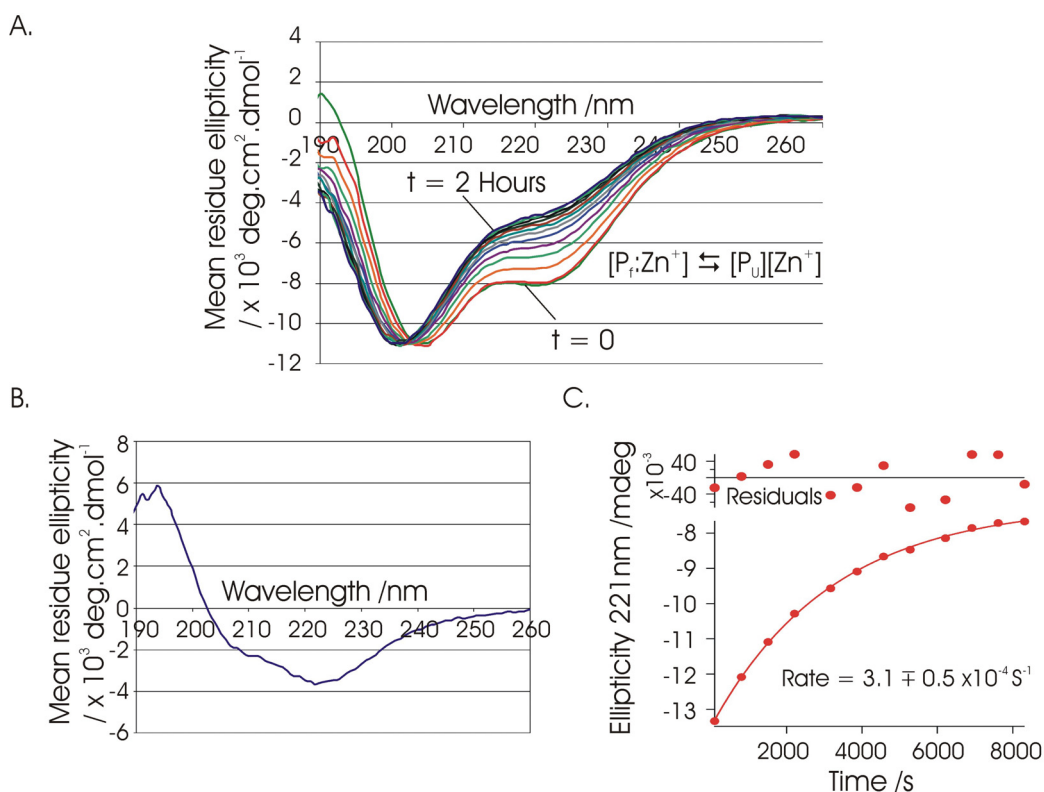 A.
Mean residue ellipticity
/ x 10³ deg.cm².dmol⁻¹
4
2
0
-2
-4
-6
-8
-10
-12
Wavelength /nm
190 200 210 220 230 240 250 260
t = 2 Hours
[Pf:Zn⁺] ⇆ [PU][Zn⁺]
t = 0
B.
Mean residue ellipticity
/ x 10³ deg.cm².dmol⁻¹
8
6
4
2
0
-2
-4
-6
Wavelength /nm
190 200 210 220 230 240 250 260
C.
Ellipticity 221nm /mdeg
x10⁻³
40
-40
Residuals
-8
-9
-10
-11
-12
-13
Rate = 3.1 ∓ 0.5 x10⁻⁴ S⁻¹
2000 4000 6000 8000
Time /s